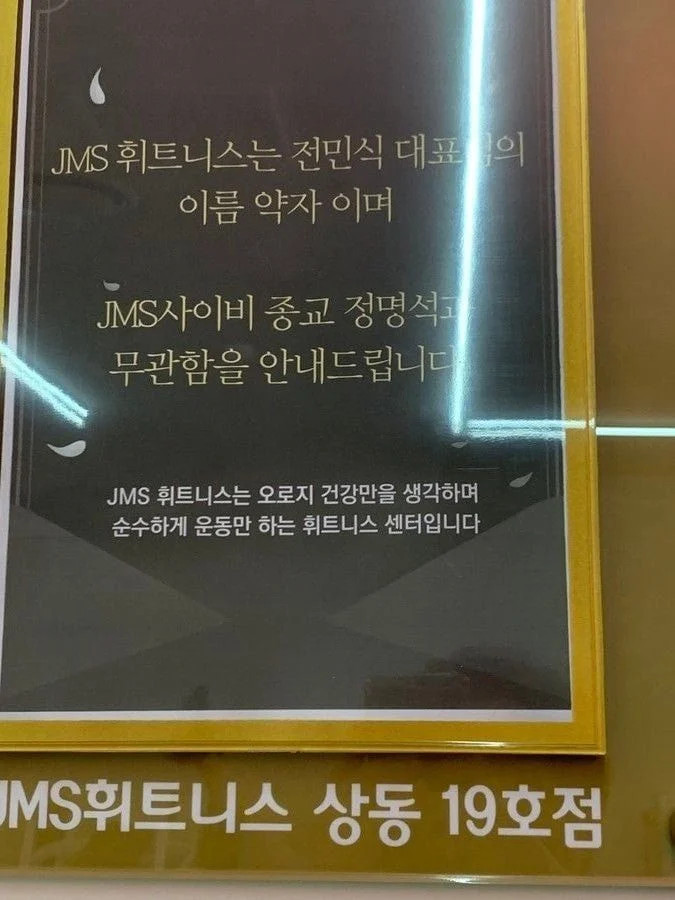 JMS 휘트니스는 전민식 대표님의
이름 약자 이며
JMS사이비 종교 정명석과
무관함을 안내드립니다
JMS 휘트니스는 오로지 건강만을 생각하며
순수하게 운동만 하는 휘트니스 센터입니다
JMS휘트니스 상동 19호점